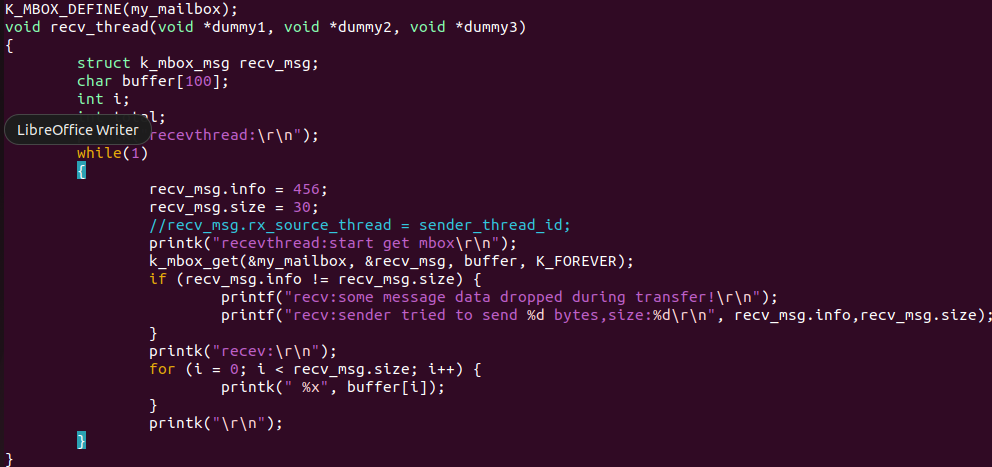 K_MBOX_DEFINE(my_mailbox);
void recv_thread(void *dummy1, void *dummy2, void *dummy3)
{
struct k_mbox_msg recv_msg;
char buffer[100];
int i;
LibreOffice Writer
recevthread:\r\n");
while(1)
{
recv_msg.info = 456;
recv_msg.size = 30;
//recv_msg.rx_source_thread = sender_thread_id;
printk("recevthread:start get mbox\r\n");
k_mbox_get(&my_mailbox, &recv_msg, buffer, K_FOREVER);
if (recv_msg.info != recv_msg.size) {
printf("recv:some message data dropped during transfer!\r\n");
printf("recv:sender tried to send %d bytes,size:%d\r\n", recv_msg.info,recv_msg.size);
}
printk("recev:\r\n");
for (i = 0; i < recv_msg.size; i++) {
printk(" %x", buffer[i]);
}
printk("\r\n");
}
}